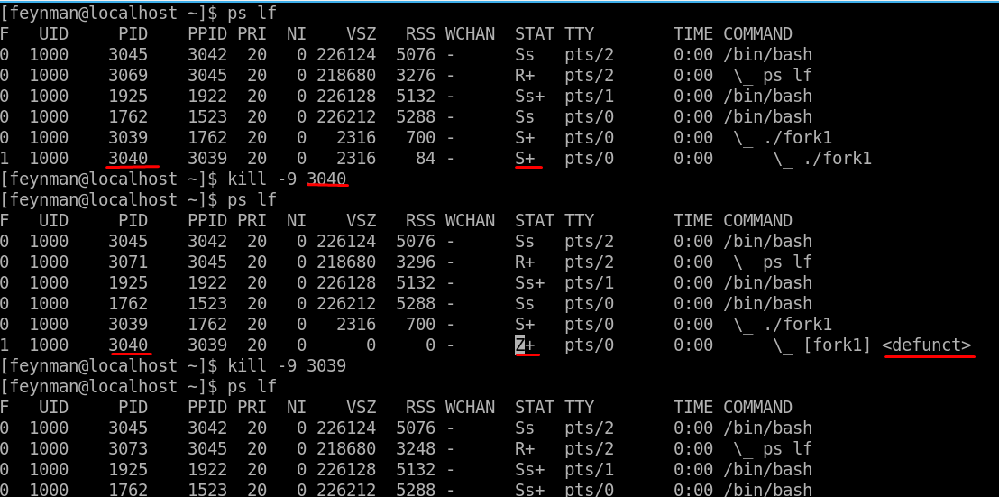 [feynman@localhost ~]$ ps lf
F   UID     PID    PPID PRI  NI    VSZ   RSS WCHAN  STAT TTY        TIME COMMAND
0  1000    3045    3042  20   0 226124  5076 -      Ss   pts/2      0:00 /bin/bash
0  1000    3069    3045  20   0 218680  3276 -      R+   pts/2      0:00  \_ ps lf
0  1000    1925    1922  20   0 226128  5132 -      Ss+  pts/1      0:00 /bin/bash
0  1000    1762    1523  20   0 226212  5288 -      Ss   pts/0      0:00 /bin/bash
0  1000    3039    1762  20   0   2316   700 -      S+   pts/0      0:00  \_ ./fork1
1  1000    3040    3039  20   0   2316    84 -      S+   pts/0      0:00      \_ ./fork1
[feynman@localhost ~]$ kill -9 3040
[feynman@localhost ~]$ ps lf
F   UID     PID    PPID PRI  NI    VSZ   RSS WCHAN  STAT TTY        TIME COMMAND
0  1000    3045    3042  20   0 226124  5076 -      Ss   pts/2      0:00 /bin/bash
0  1000    3071    3045  20   0 218680  3296 -      R+   pts/2      0:00  \_ ps lf
0  1000    1925    1922  20   0 226128  5132 -      Ss+  pts/1      0:00 /bin/bash
0  1000    1762    1523  20   0 226212  5288 -      Ss   pts/0      0:00 /bin/bash
0  1000    3039    1762  20   0   2316   700 -      S+   pts/0      0:00  \_ ./fork1
1  1000    3040    3039  20   0      0     0 -      Z+   pts/0      0:00      \_ [fork1] <defunct>
[feynman@localhost ~]$ kill -9 3039
[feynman@localhost ~]$ ps lf
F   UID     PID    PPID PRI  NI    VSZ   RSS WCHAN  STAT TTY        TIME COMMAND
0  1000    3045    3042  20   0 226124  5076 -      Ss   pts/2      0:00 /bin/bash
0  1000    3073    3045  20   0 218680  3248 -      R+   pts/2      0:00  \_ ps lf
0  1000    1925    1922  20   0 226128  5132 -      Ss+  pts/1      0:00 /bin/bash
0  1000    1762    1523  20   0 226212  5288 -      Ss+  pts/0      0:00 /bin/bash